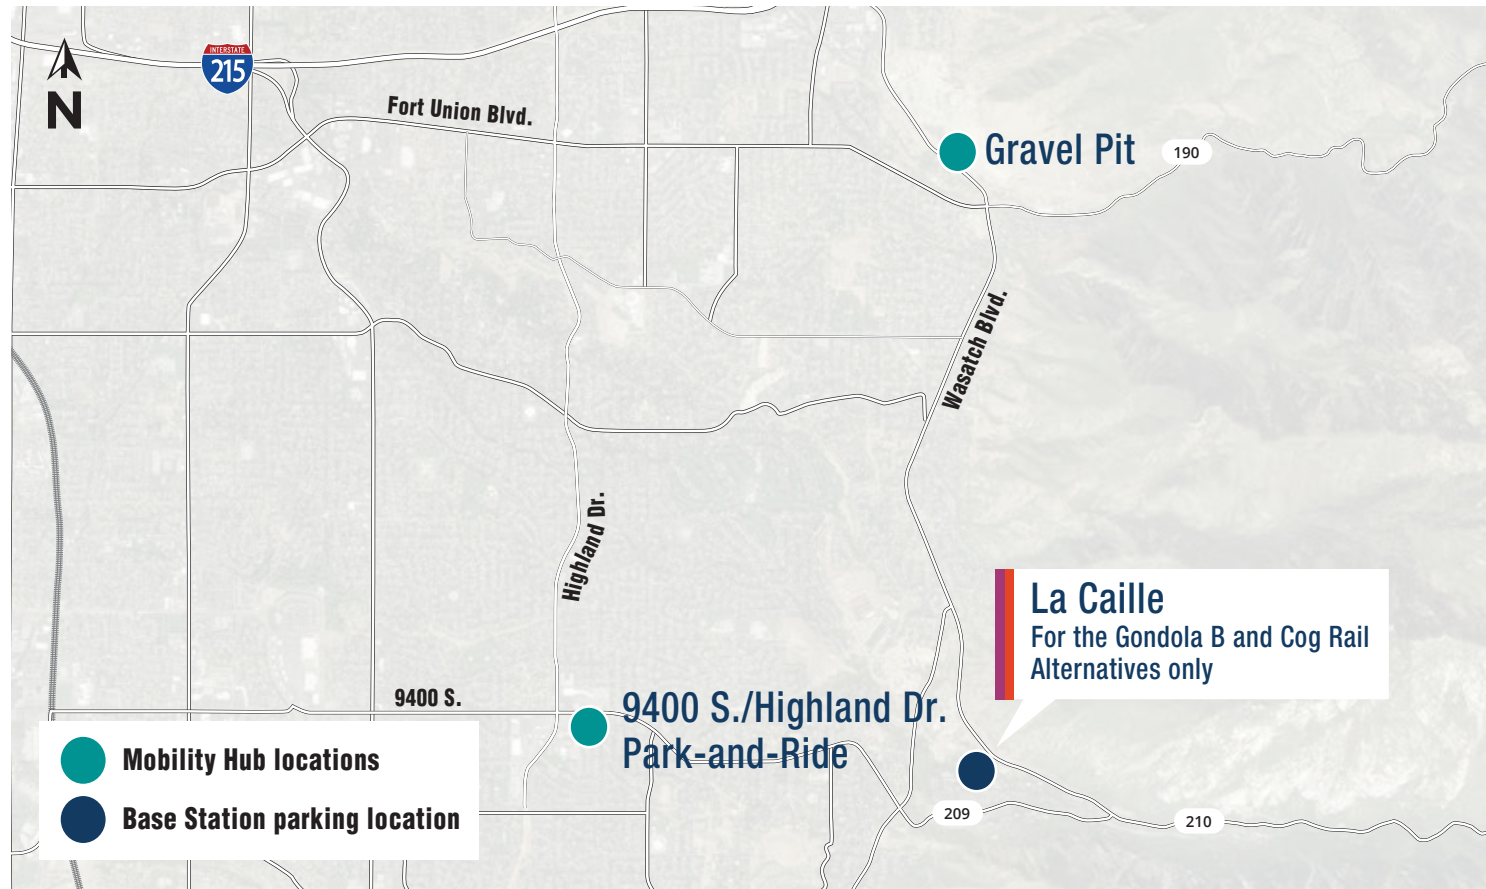 INTERSTATE
215
N
Fort Union Blvd.
Gravel Pit
190
Wasatch Blvd.
Highland Dr.
La Caille
For the Gondola B and Cog Rail
Alternatives only
9400 S.
9400 S./Highland Dr.
Park-and-Ride
Mobility Hub locations
Base Station parking location
209
210